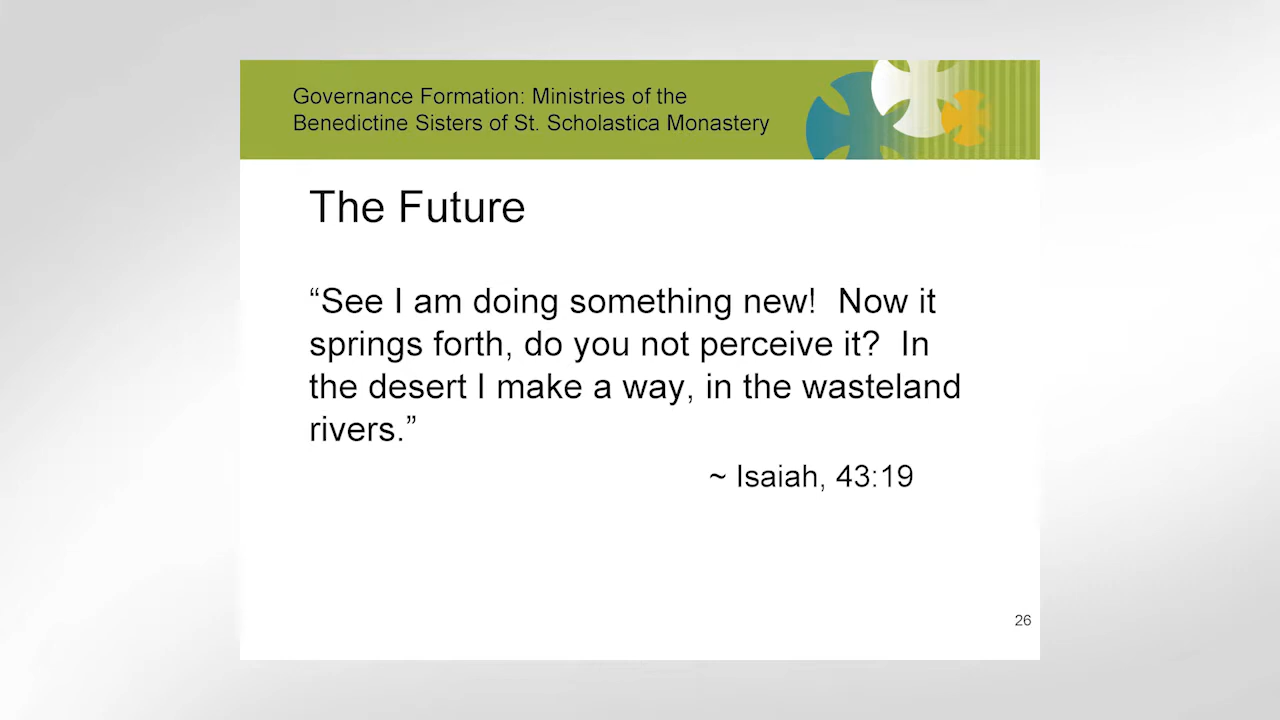 Governance Formation: Ministries of the
Benedictine Sisters of St. Scholastica Monastery
The Future
“See I am doing something new!  Now it
springs forth, do you not perceive it?  In
the desert I make a way, in the wasteland
rivers.”
~ Isaiah, 43:19
26